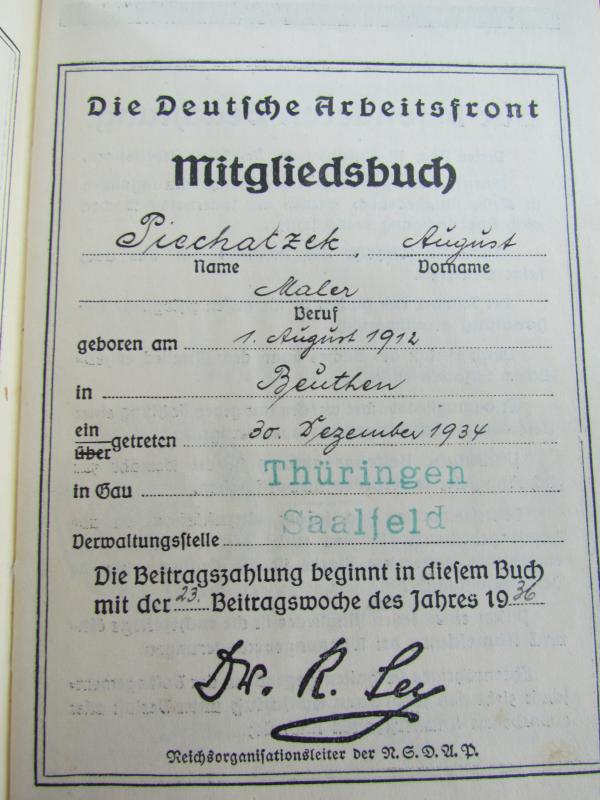 Die Deutſche Arbeitsfront
Mitgliedsbuch
Piechatzek, August
Name Vorname
Maler
Beruf
geboren am 1. August 1912
in Beuthen
ein
über getreten 30. Dezember 1934
in Gau Thüringen
Verwaltungsſtelle Saalfeld
Die Beitragszahlung beginnt in dieſem Buch
mit der 23. Beitragswoche des Jahres 1936
Dr. R. Ley
Reichsorganiſationsleiter der N.S.D.A.P.